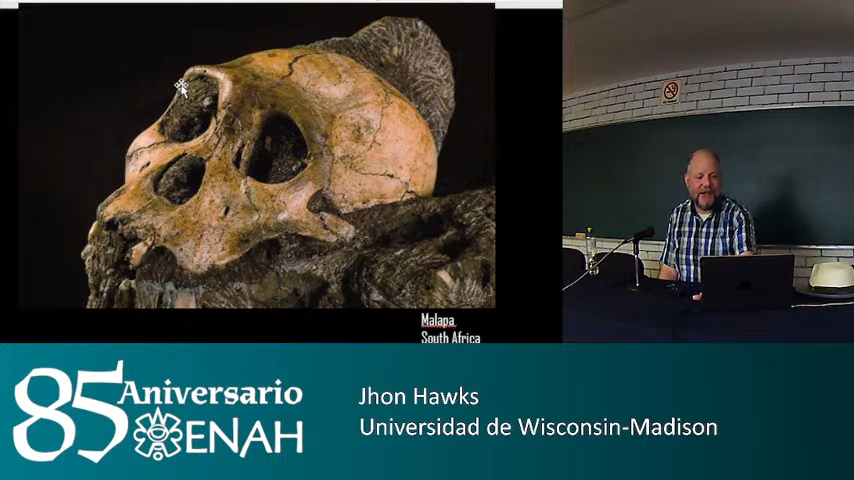 Malapa
South Africa
85 Aniversario
ENAH
Jhon Hawks
Universidad de Wisconsin-Madison